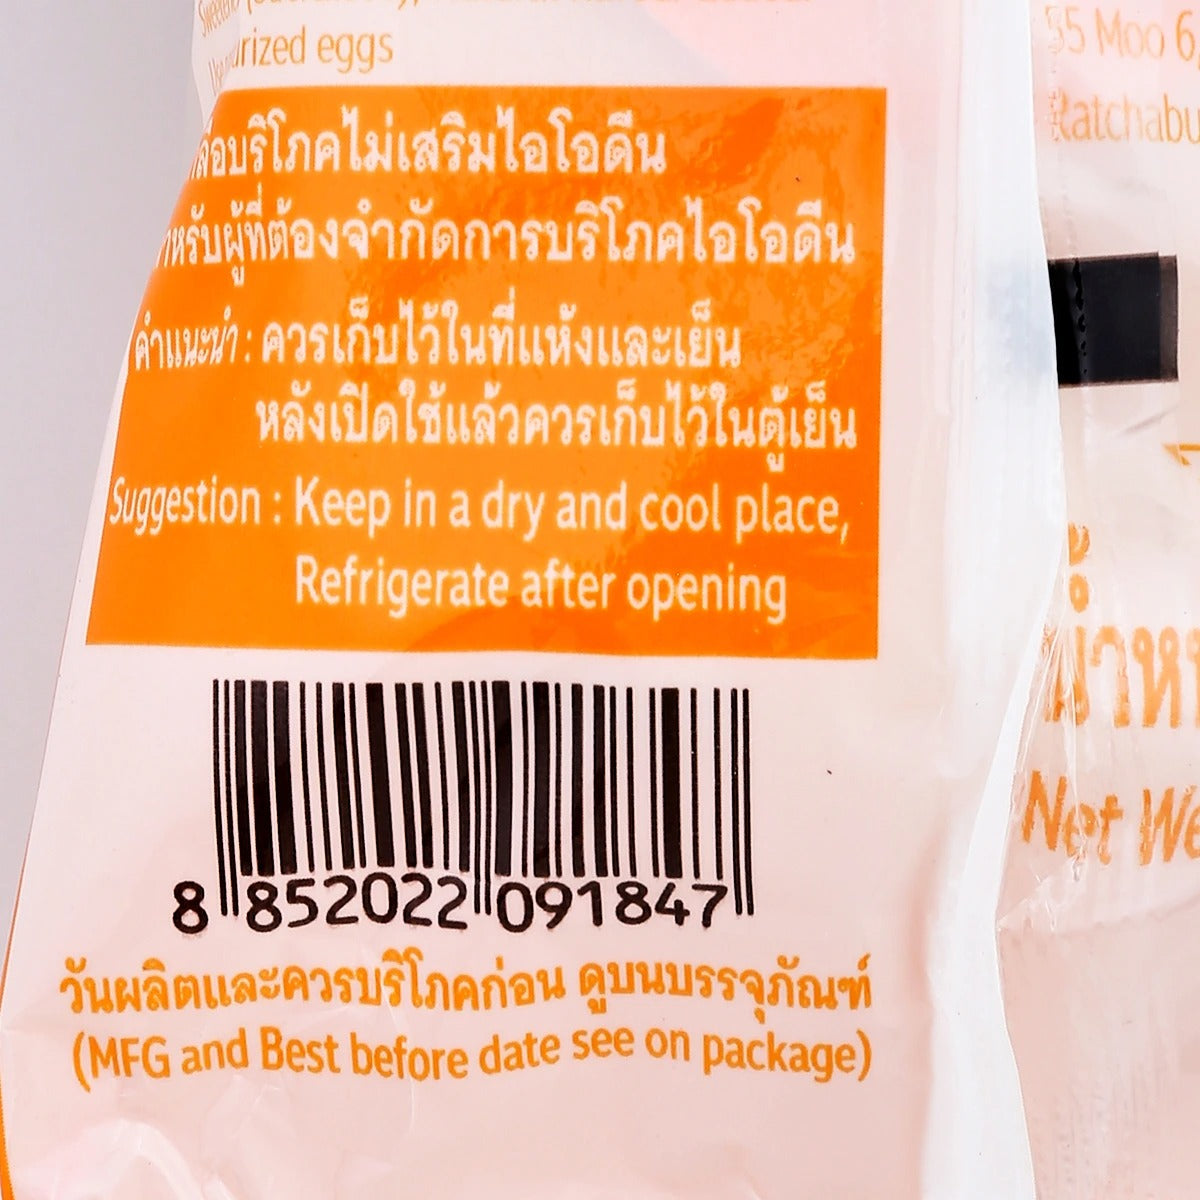 urized eggs
บริโภคไม่เสริมไอโอดีน
สำหรับผู้ที่ต้องจำกัดการบริโภคไอโอดีน
คำแนะนำ : ควรเก็บไว้ในที่แห้งและเย็น
หลังเปิดใช้แล้วควรเก็บไว้ในตู้เย็น
Suggestion : Keep in a dry and cool place,
Refrigerate after opening
8 852022 091847
วันผลิตและควรบริโภคก่อน ดูบนบรรจุภัณฑ์
(MFG and Best before date see on package)
55 Moo 6,
Ratchabu
Net We